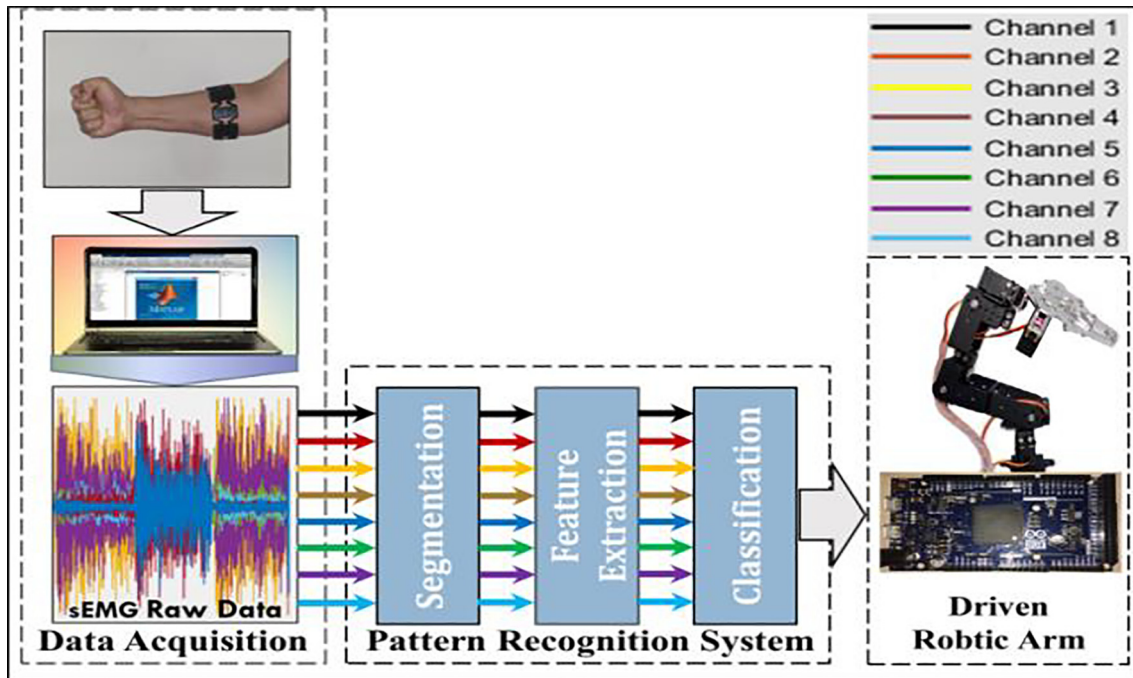 Channel 1
Channel 2
Channel 3
Channel 4
Channel 5
Channel 6
Channel 7
Channel 8
sEMG Raw Data
Data Acquisition
Segmentation
Feature
Extraction
Classification
Pattern Recognition System
Driven
Robtic Arm